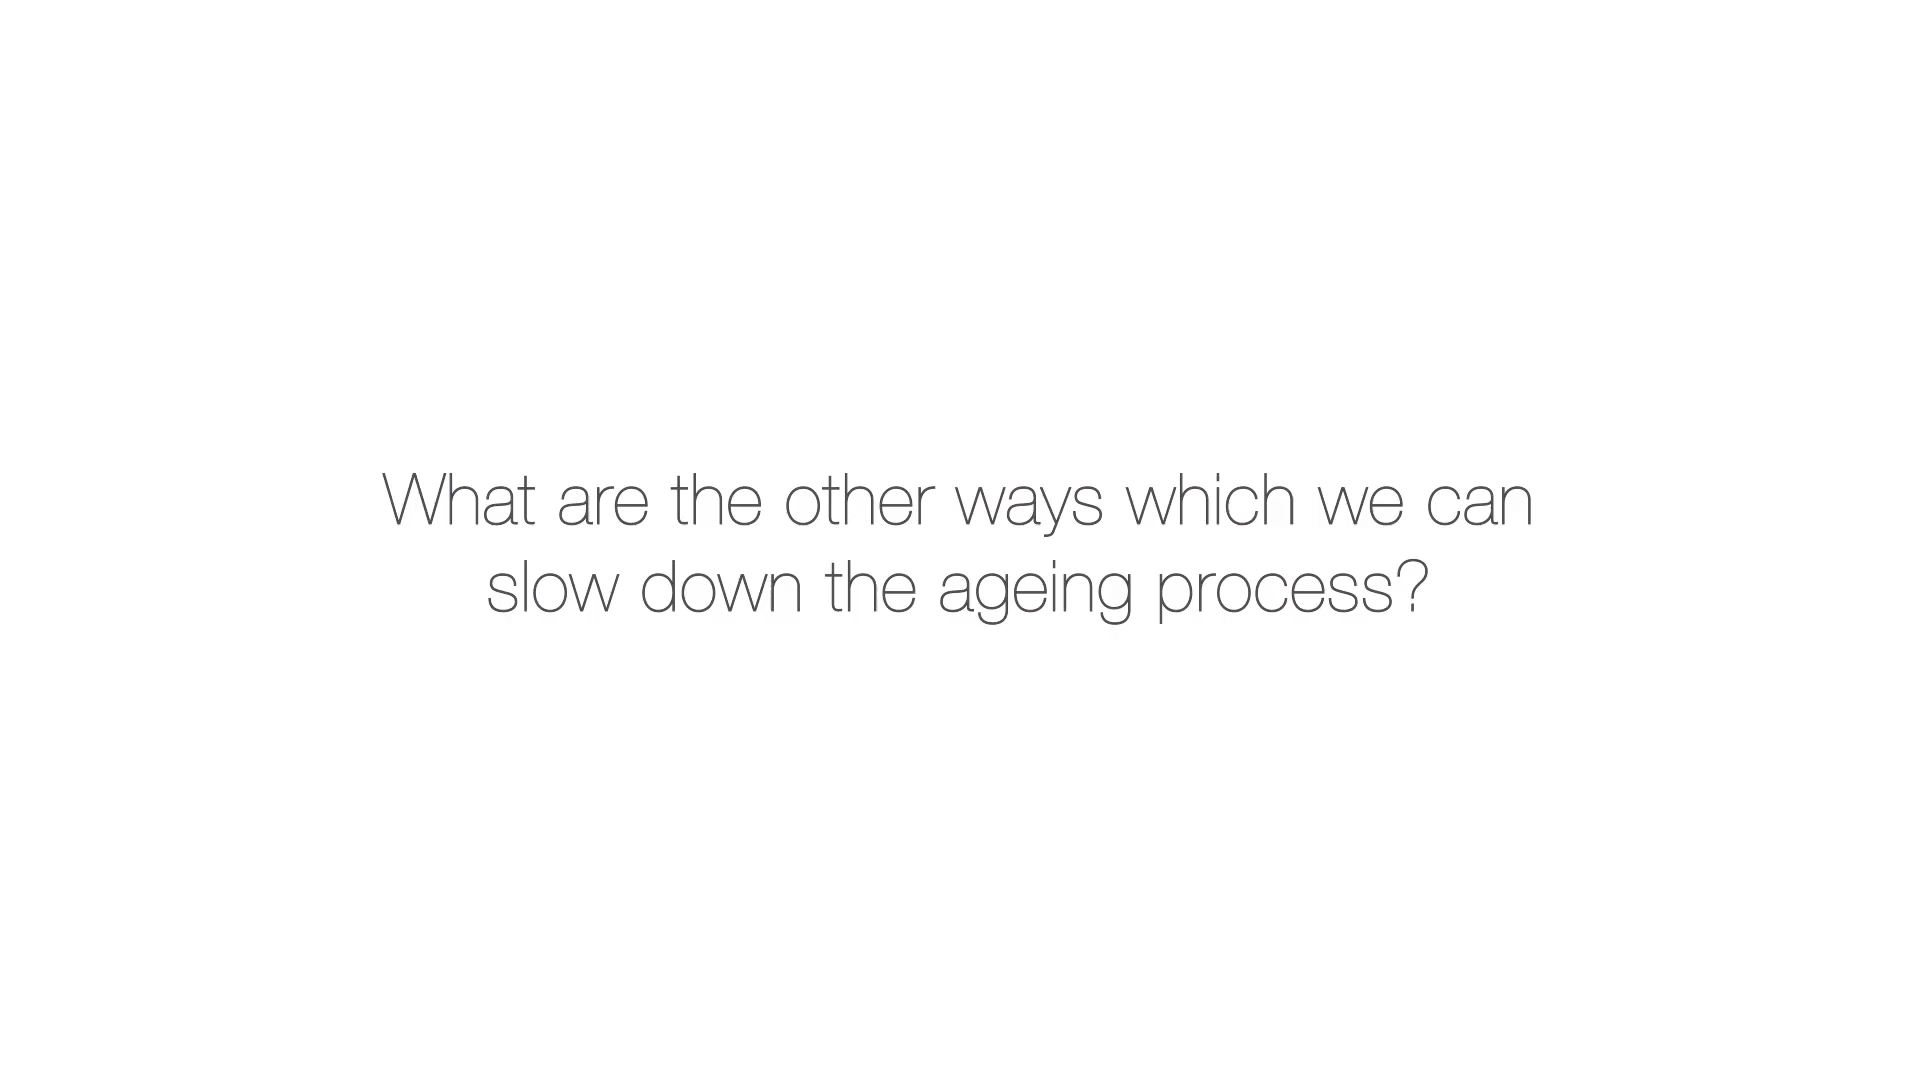 What are the other ways which we can
slow down the ageing process?